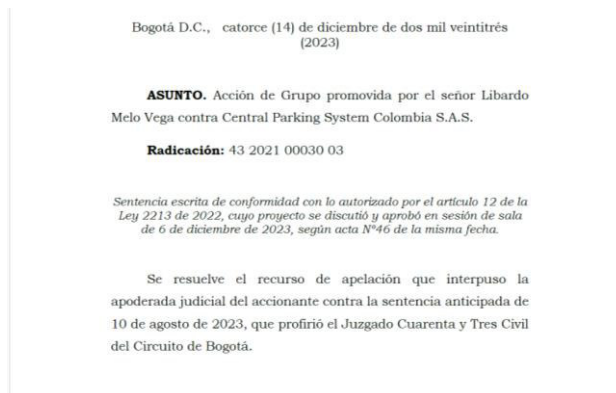 Bogotá D.C., catorce (14) de diciembre de dos mil veintitrés
(2023)
ASUNTO. Acción de Grupo promovida por el señor Libardo
Melo Vega contra Central Parking System Colombia S.A.S.
Radicación: 43 2021 00030 03
Sentencia escrita de conformidad con lo autorizado por el artículo 12 de la
Ley 2213 de 2022, cuyo proyecto se discutió y aprobó en sesión de sala
de 6 de diciembre de 2023, según acta N°46 de la misma fecha.
Se resuelve el recurso de apelación que interpuso la
apoderada judicial del accionante contra la sentencia anticipada de
10 de agosto de 2023, que profirió el Juzgado Cuarenta y Tres Civil
del Circuito de Bogotá.